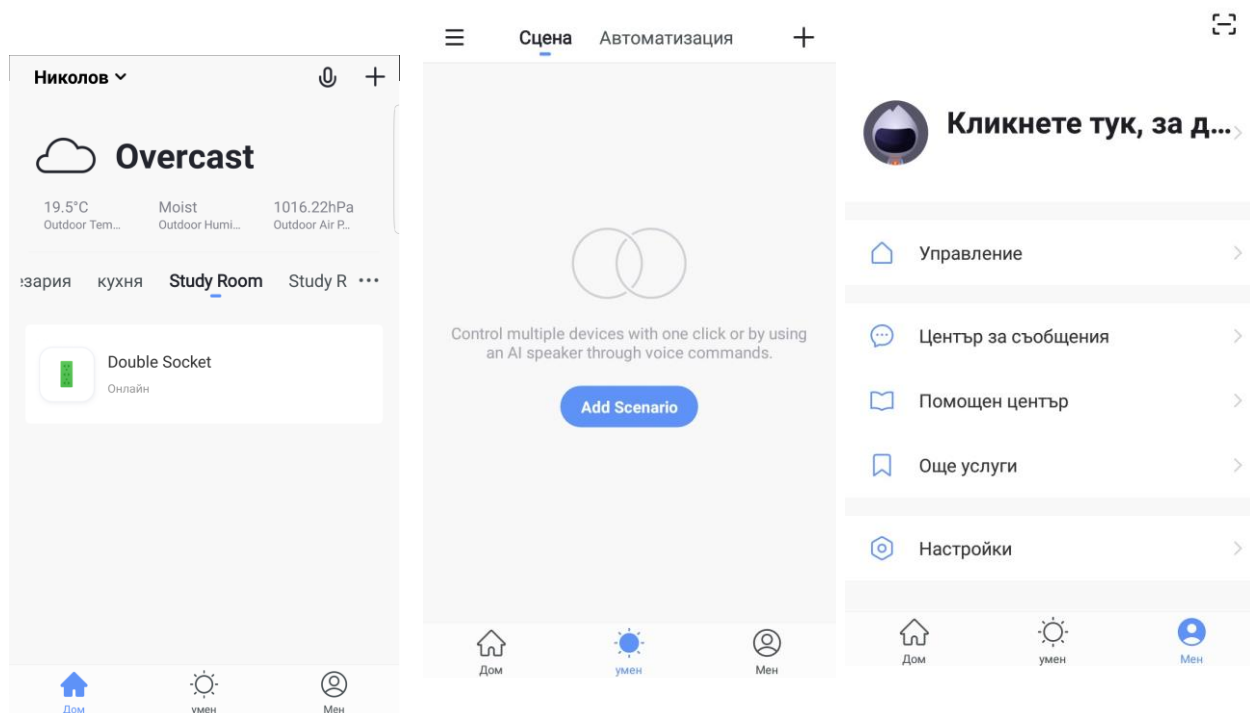 Николов
Overcast
19.5°C Moist 1016.22hPa
Outdoor Tem... Outdoor Humi... Outdoor Air P...
езария кухня Study Room Study R
Double Socket
Онлайн
Дом умен Мен
Сцена Автоматизация
Control multiple devices with one click or by using
an AI speaker through voice commands.
Add Scenario
Дом умен Мен
Кликнете тук, за д...
Управление
Център за съобщения
Помощен център
Още услуги
Настройки
Дом умен Мен